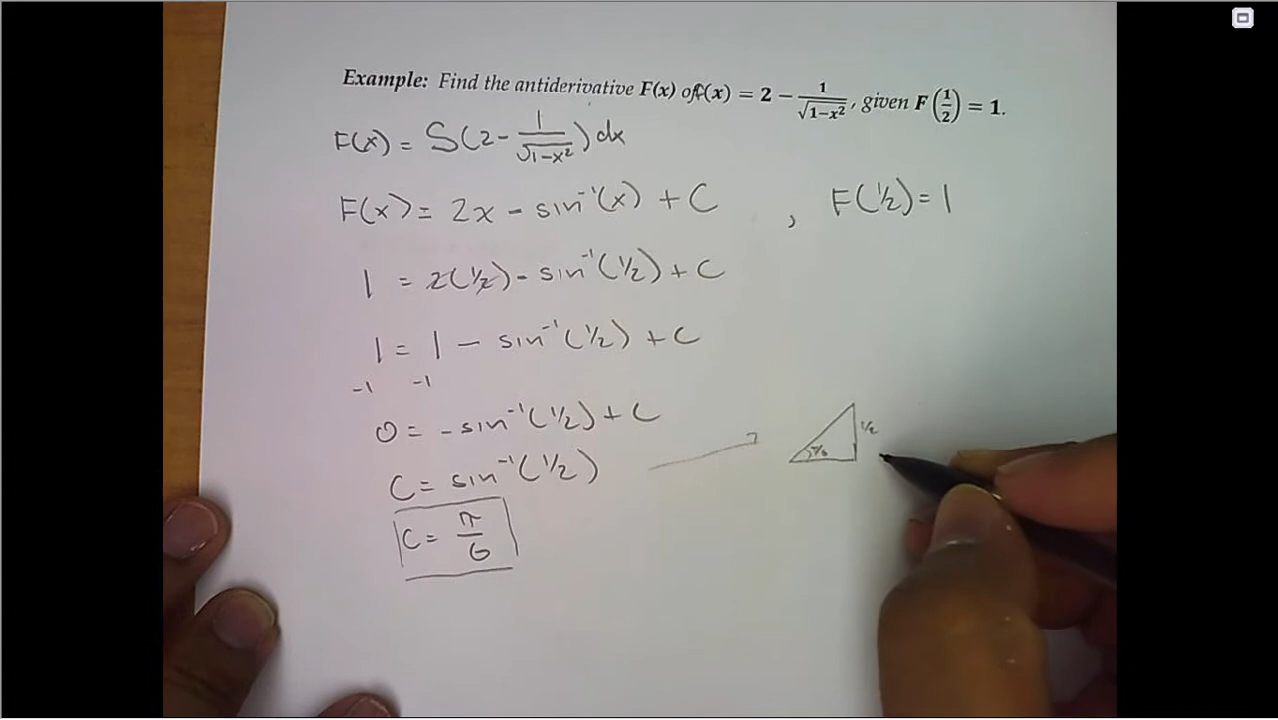 Example: Find the antiderivative F(x) of f(x) = 2 − 1/√(1−x²), given F(1/2) = 1.
F(x) = ∫(2 − 1/√(1−x²)) dx
F(x) = 2x − sin⁻¹(x) + C , F(1/2) = 1
1 = 2(1/2) − sin⁻¹(1/2) + C
1 = 1 − sin⁻¹(1/2) + C
-1 -1
0 = −sin⁻¹(1/2) + C
C = sin⁻¹(1/2)
C = π/6
π/6 1/2